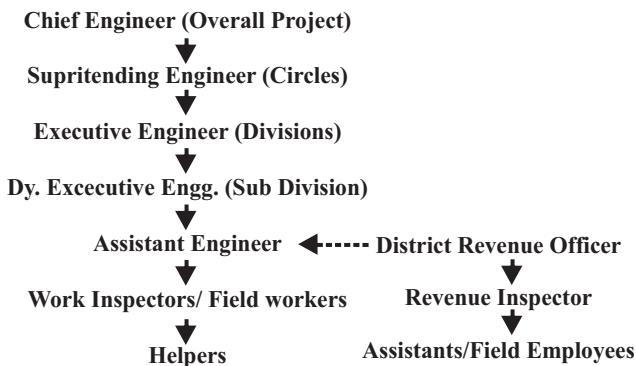 Chief Engineer (Overall Project)
Supritending Engineer (Circles)
Executive Engineer (Divisions)
Dy. Excecutive Engg. (Sub Division)
Assistant Engineer
District Revenue Officer
Work Inspectors/ Field workers
Revenue Inspector
Helpers
Assistants/Field Employees